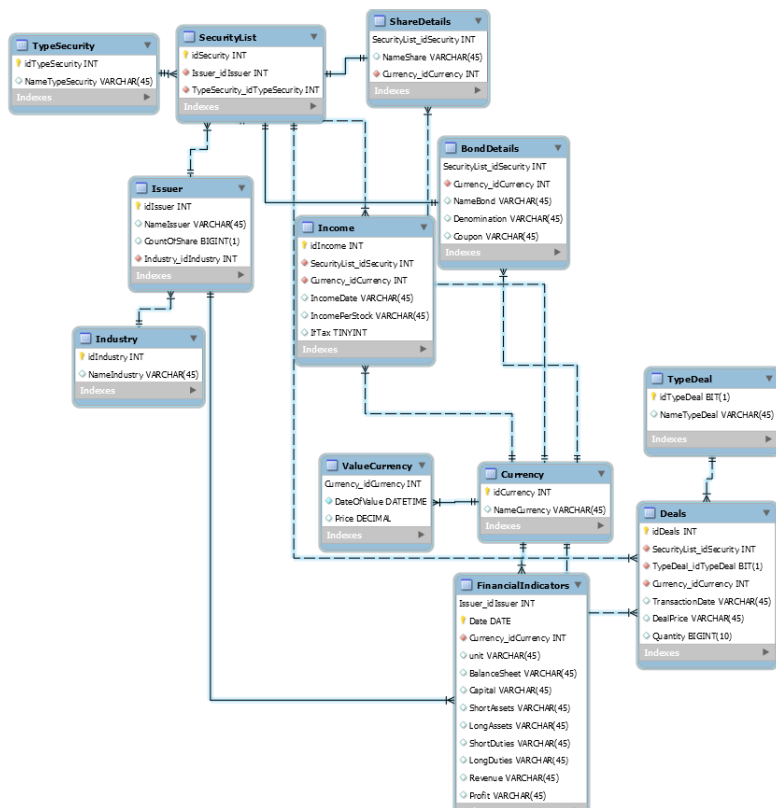 TypeSecurity
idTypeSecurity INT
NameTypeSecurity VARCHAR(45)
Indexes
SecurityList
idSecurity INT
Issuer_idIssuer INT
TypeSecurity_idTypeSecurity INT
Indexes
ShareDetails
SecurityList_idSecurity INT
NameShare VARCHAR(45)
Currency_idCurrency INT
Indexes
BondDetails
SecurityList_idSecurity INT
Currency_idCurrency INT
NameBond VARCHAR(45)
Denomination VARCHAR(45)
Coupon VARCHAR(45)
Indexes
Issuer
idIssuer INT
NameIssuer VARCHAR(45)
CountOfShare BIGINT(1)
Industry_idIndustry INT
Indexes
Income
idIncome INT
SecurityList_idSecurity INT
Currency_idCurrency INT
IncomeDate VARCHAR(45)
IncomePerStock VARCHAR(45)
IfTax TINYINT
Indexes
Industry
idIndustry INT
NameIndustry VARCHAR(45)
Indexes
TypeDeal
idTypeDeal BIT(1)
NameTypeDeal VARCHAR(45)
Indexes
ValueCurrency
Currency_idCurrency INT
DateOfValue DATETIME
Price DECIMAL
Indexes
Currency
idCurrency INT
NameCurrency VARCHAR(45)
Indexes
Deals
idDeals INT
SecurityList_idSecurity INT
TypeDeal_idTypeDeal BIT(1)
Currency_idCurrency INT
TransactionDate VARCHAR(45)
DealPrice VARCHAR(45)
Quantity BIGINT(10)
Indexes
FinancialIndicators
Issuer_idIssuer INT
Date DATE
Currency_idCurrency INT
unit VARCHAR(45)
BalanceSheet VARCHAR(45)
Capital VARCHAR(45)
ShortAssets VARCHAR(45)
LongAssets VARCHAR(45)
ShortDuties VARCHAR(45)
LongDuties VARCHAR(45)
Revenue VARCHAR(45)
Profit VARCHAR(45)